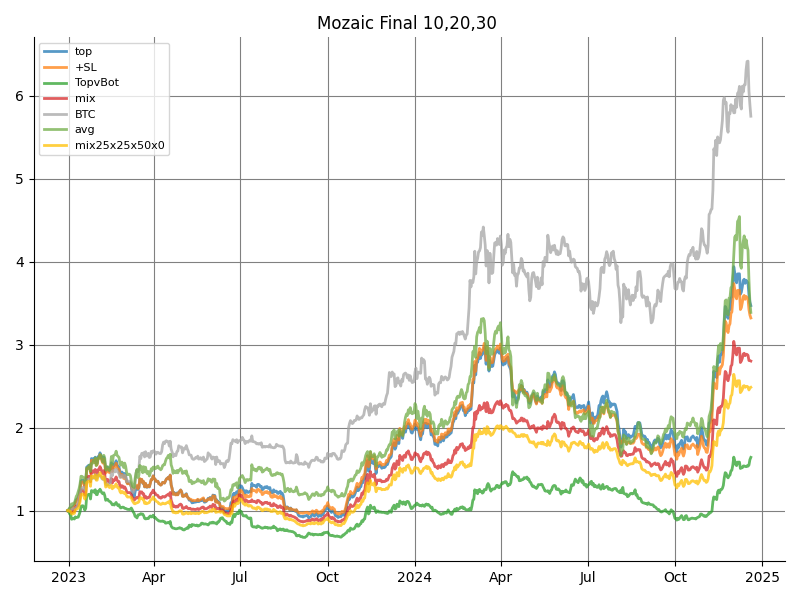 Mozaic Final 10,20,30
top
+SL
TopvBot
mix
BTC
avg
mix25x25x50x0
6
5
4
3
2
1
2023 Apr Jul Oct 2024 Apr Jul Oct 2025